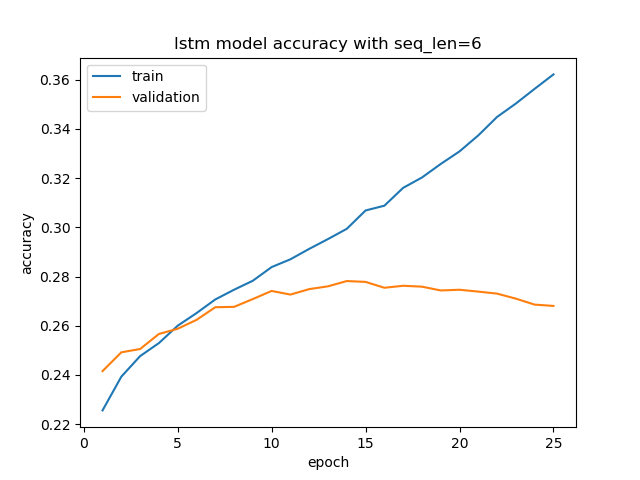 lstm model accuracy with seq_len=6
train
validation
accuracy
0.36
0.34
0.32
0.30
0.28
0.26
0.24
0.22
0 5 10 15 20 25
epoch